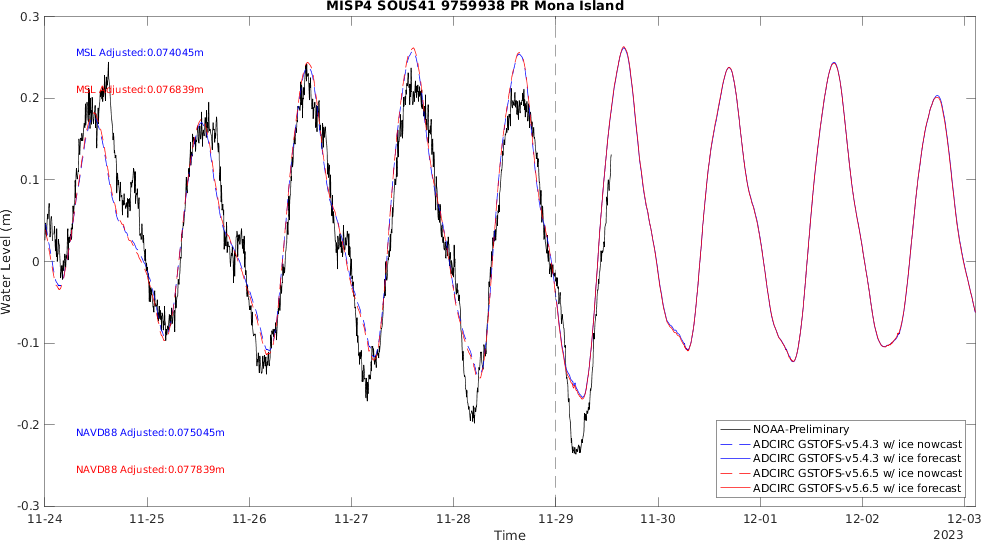 MISP4 SOUS41 9759938 PR Mona Island
0.3
0.2
0.1
0
-0.1
-0.2
-0.3
Water Level (m)
MSL Adjusted:0.074045m
MSL Adjusted:0.076839m
NAVD88 Adjusted:0.075045m
NAVD88 Adjusted:0.077839m
NOAA-Preliminary
ADCIRC GSTOFS-v5.4.3 w/ ice nowcast
ADCIRC GSTOFS-v5.4.3 w/ ice forecast
ADCIRC GSTOFS-v5.6.5 w/ ice nowcast
ADCIRC GSTOFS-v5.6.5 w/ ice forecast
11-24 11-25 11-26 11-27 11-28 11-29 11-30 12-01 12-02 12-03
Time
2023